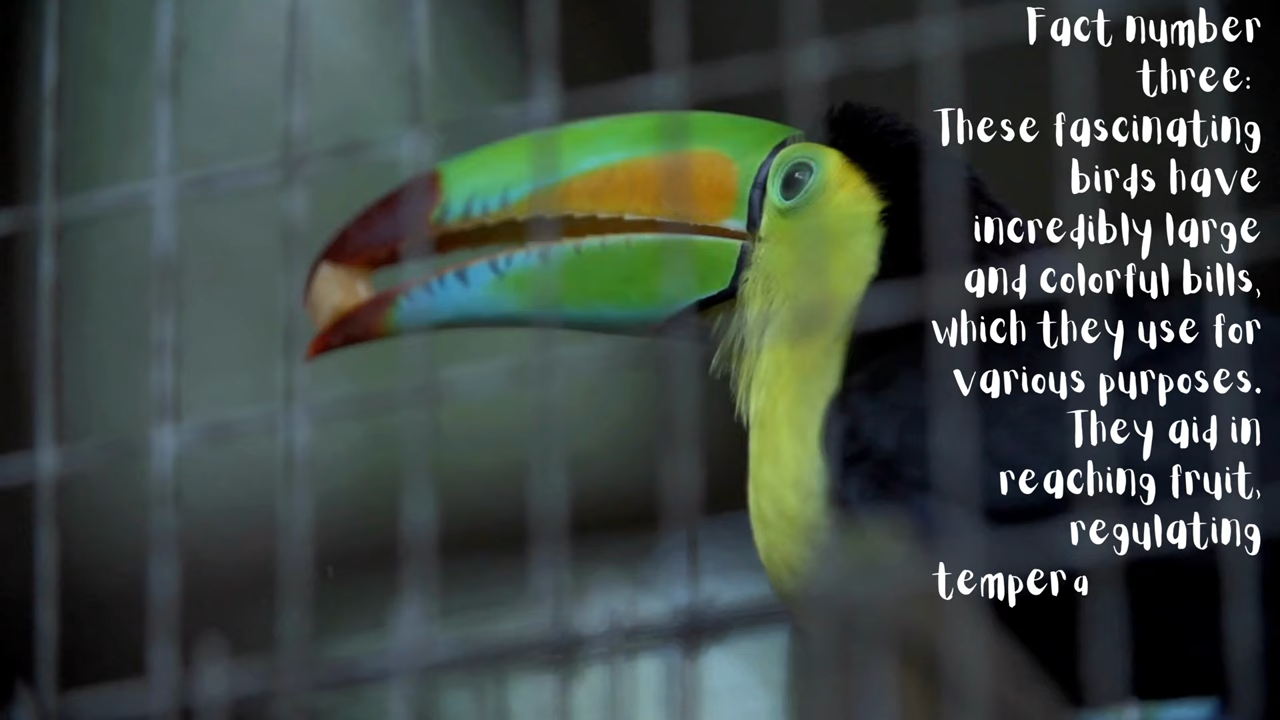 Fact number
three:
These fascinating
birds have
incredibly large
and colorful bills,
which they use for
various purposes.
They aid in
reaching fruit,
regulating
tempera